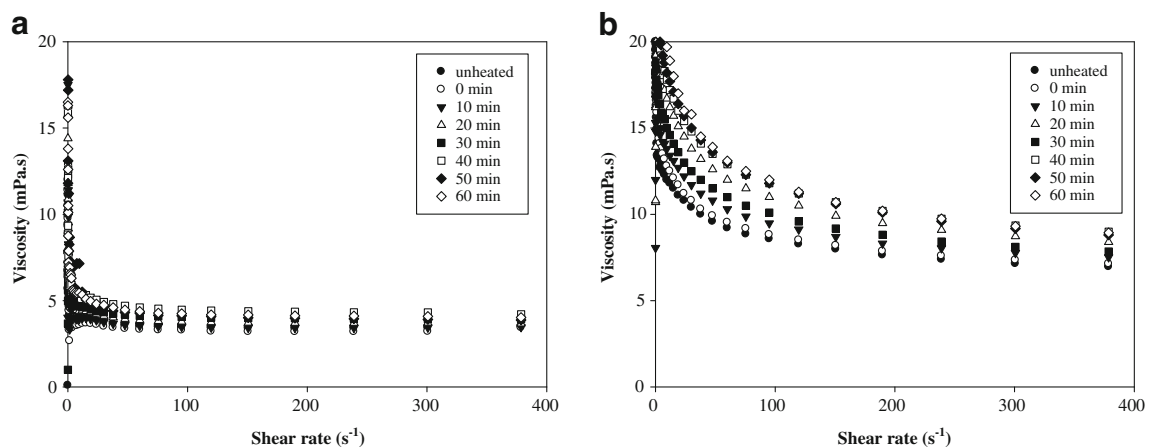 a
20
15
10
5
0
Viscosity (mPa.s)
0
100
200
300
400
Shear rate (s-1)
unheated
0 min
10 min
20 min
30 min
40 min
50 min
60 min
b
20
15
10
5
0
Viscosity (mPa.s)
0
100
200
300
400
Shear rate (s-1)
unheated
0 min
10 min
20 min
30 min
40 min
50 min
60 min